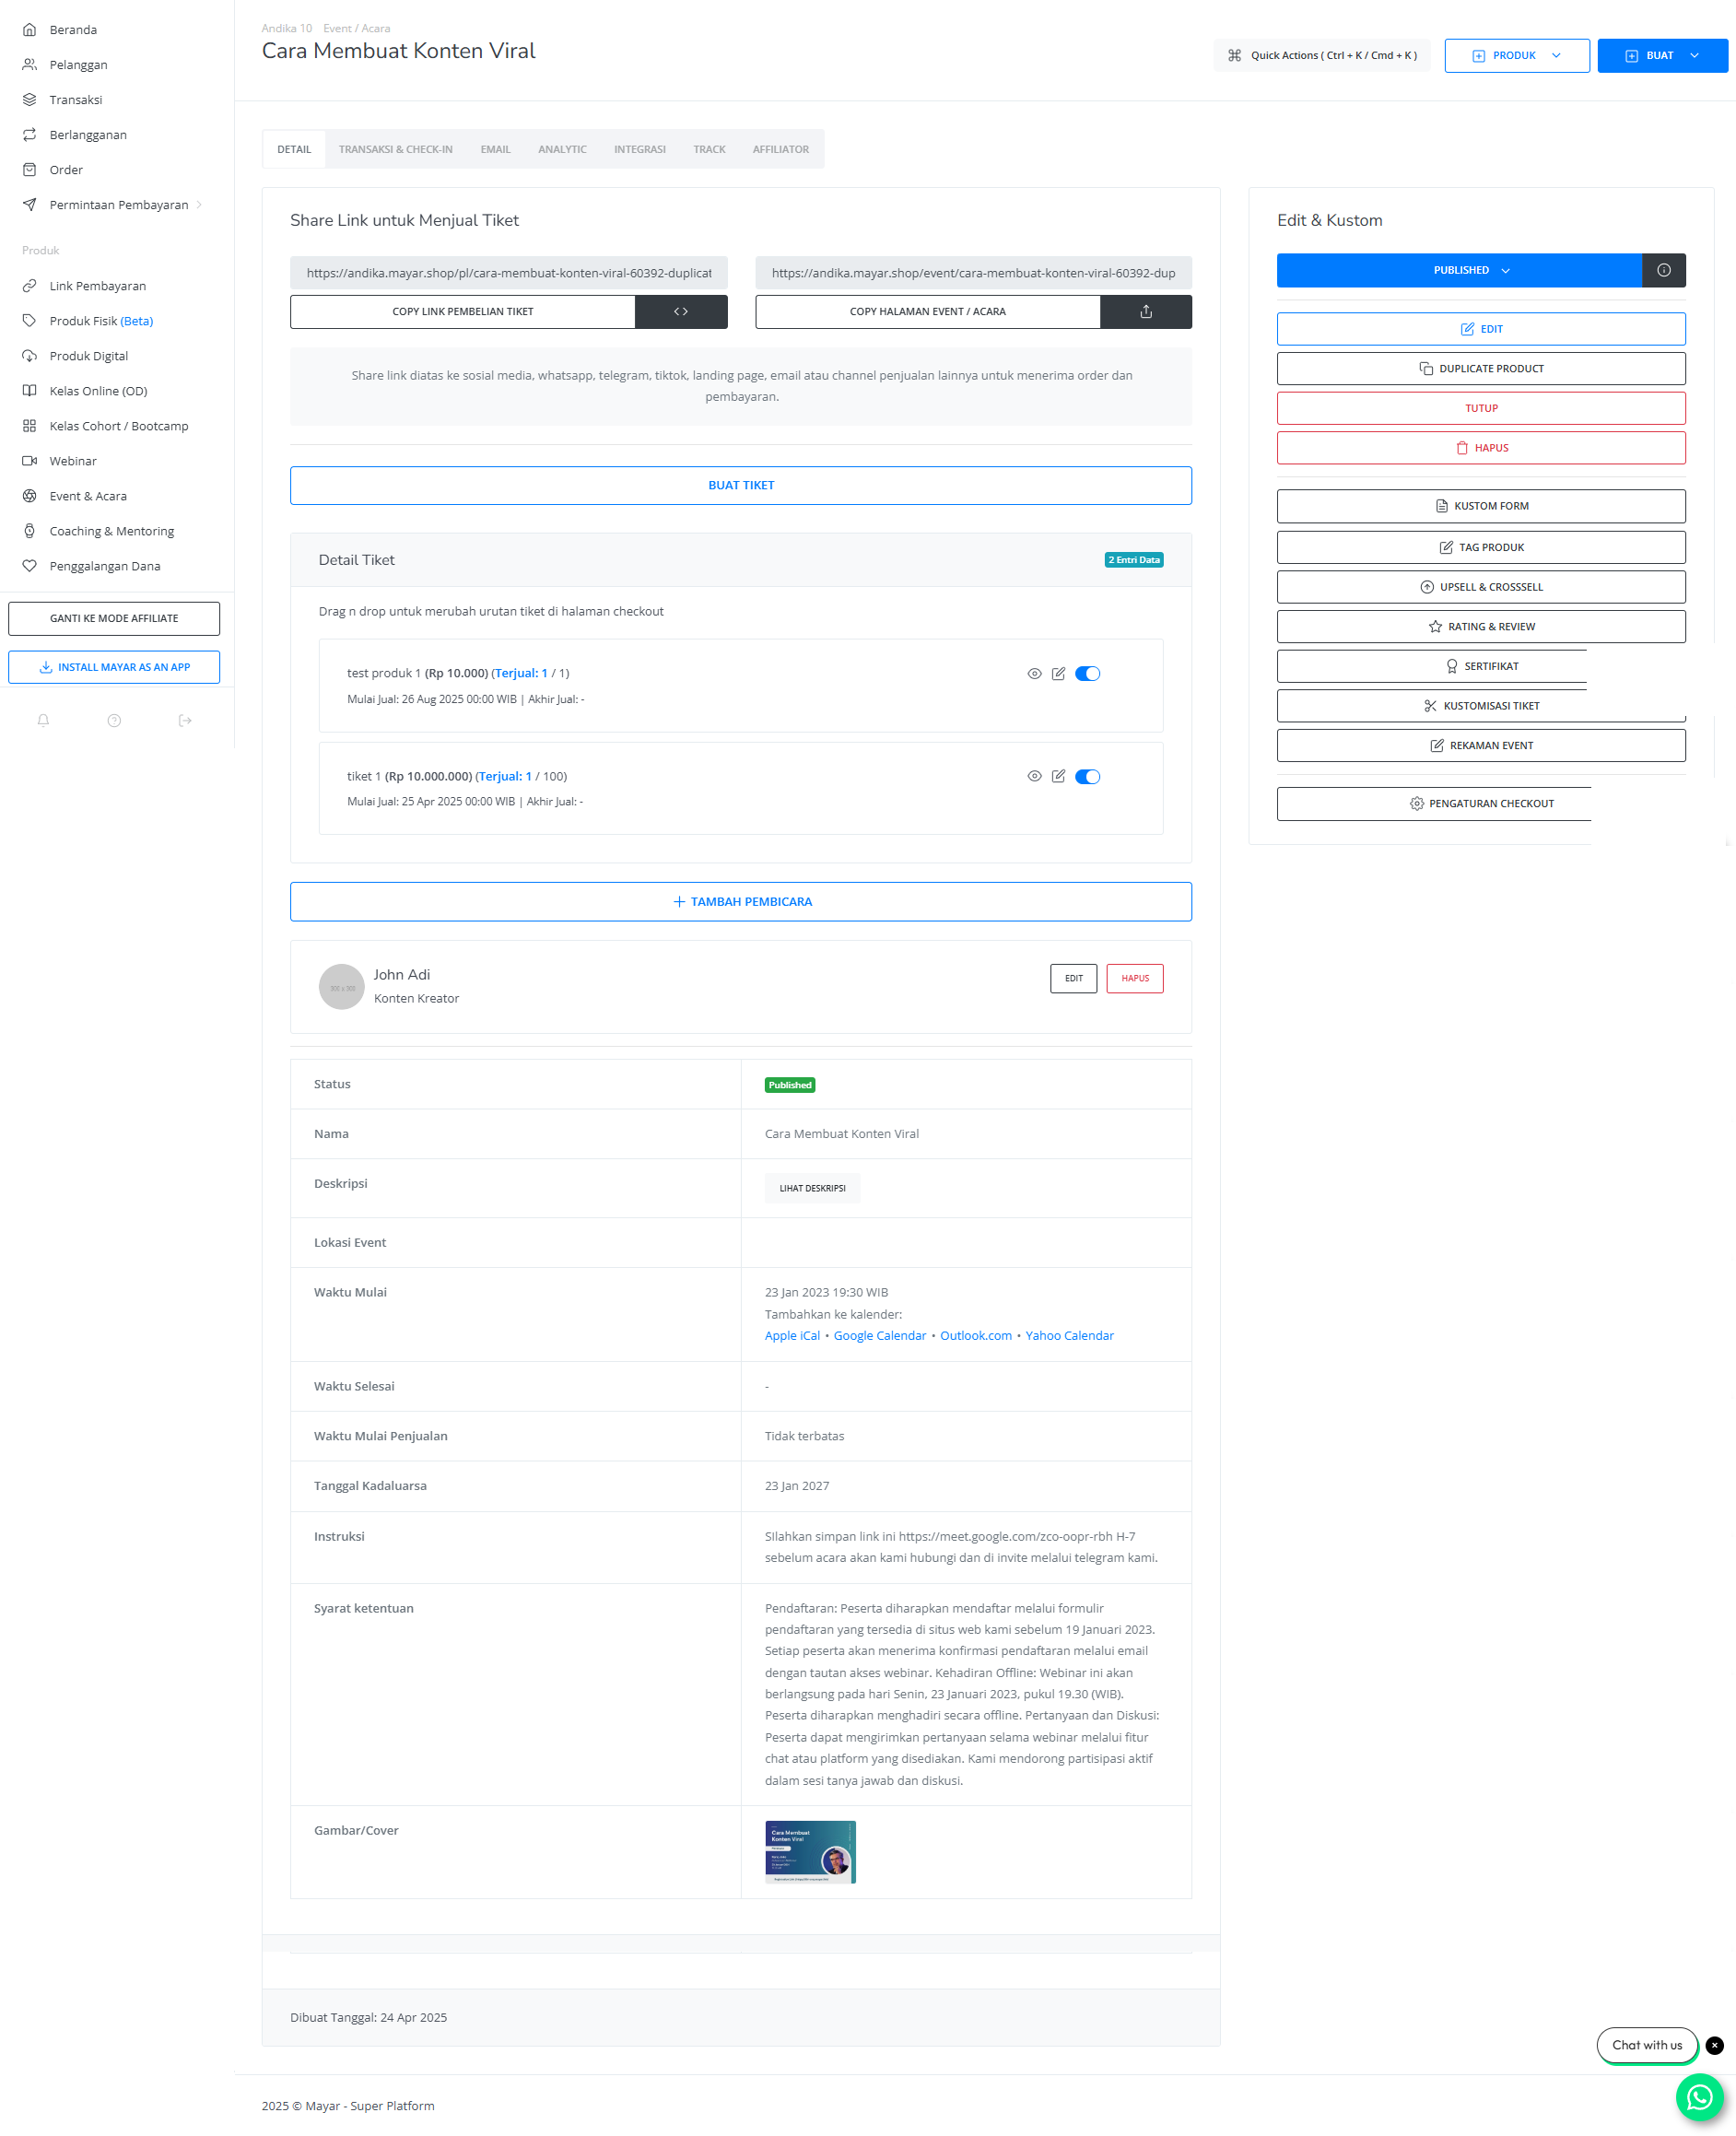 Beranda
Pelanggan
Transaksi
Berlangganan
Order
Permintaan Pembayaran
Produk
Link Pembayaran
Produk Fisik (Beta)
Produk Digital
Kelas Online (OD)
Kelas Cohort / Bootcamp
Webinar
Event & Acara
Coaching & Mentoring
Penggalangan Dana
GANTI KE MODE AFFILIATE
INSTALL MAYAR AS AN APP
Andika 10 Event / Acara
Cara Membuat Konten Viral
Quick Actions ( Ctrl + K / Cmd + K )
PRODUK
BUAT
DETAIL
TRANSAKSI & CHECK-IN
EMAIL
ANALYTIC
INTEGRASI
TRACK
AFFILIATOR
Share Link untuk Menjual Tiket
https://andika.mayar.shop/pl/cara-membuat-konten-viral-60392-duplicat
COPY LINK PEMBELIAN TIKET
https://andika.mayar.shop/event/cara-membuat-konten-viral-60392-dup
COPY HALAMAN EVENT / ACARA
Share link diatas ke sosial media, whatsapp, telegram, tiktok, landing page, email atau channel penjualan lainnya untuk menerima order dan
pembayaran.
BUAT TIKET
Detail Tiket
2 Entri Data
Drag n drop untuk merubah urutan tiket di halaman checkout
test produk 1 (Rp 10.000) (Terjual: 1 / 1)
Mulai Jual: 26 Aug 2025 00:00 WIB | Akhir Jual: -
tiket 1 (Rp 10.000.000) (Terjual: 1 / 100)
Mulai Jual: 25 Apr 2025 00:00 WIB | Akhir Jual: -
TAMBAH PEMBICARA
John Adi
Konten Kreator
EDIT
HAPUS
Status
Published
Nama
Cara Membuat Konten Viral
Deskripsi
LIHAT DESKRIPSI
Lokasi Event
Waktu Mulai
23 Jan 2023 19:30 WIB
Tambahkan ke kalender:
Apple iCal • Google Calendar • Outlook.com • Yahoo Calendar
Waktu Selesai
-
Waktu Mulai Penjualan
Tidak terbatas
Tanggal Kadaluarsa
23 Jan 2027
Instruksi
SIlahkan simpan link ini https://meet.google.com/zco-oopr-rbh H-7
sebelum acara akan kami hubungi dan di invite melalui telegram kami.
Syarat ketentuan
Pendaftaran: Peserta diharapkan mendaftar melalui formulir
pendaftaran yang tersedia di situs web kami sebelum 19 Januari 2023.
Setiap peserta akan menerima konfirmasi pendaftaran melalui email
dengan tautan akses webinar. Kehadiran Offline: Webinar ini akan
berlangsung pada hari Senin, 23 Januari 2023, pukul 19.30 (WIB).
Peserta diharapkan menghadiri secara offline. Pertanyaan dan Diskusi:
Peserta dapat mengirimkan pertanyaan selama webinar melalui fitur
chat atau platform yang disediakan. Kami mendorong partisipasi aktif
dalam sesi tanya jawab dan diskusi.
Gambar/Cover
Cara Membuat
Konten Viral
Dibuat Tanggal: 24 Apr 2025
Edit & Kustom
PUBLISHED
EDIT
DUPLICATE PRODUCT
TUTUP
HAPUS
KUSTOM FORM
TAG PRODUK
UPSELL & CROSSSELL
RATING & REVIEW
SERTIFIKAT
KUSTOMISASI TIKET
REKAMAN EVENT
PENGATURAN CHECKOUT
Chat with us
2025 © Mayar - Super Platform